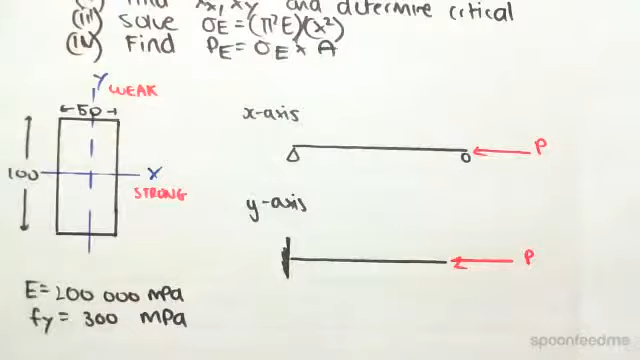 and determine critical
(iii) Solve σE = (π²E)(x²)
(iv) Find PE = σE × A
Y
WEAK
50
x-axis
P
100
X
STRONG
y-axis
P
E = 200 000 mPa
fy = 300 mPa
spoonfeedme